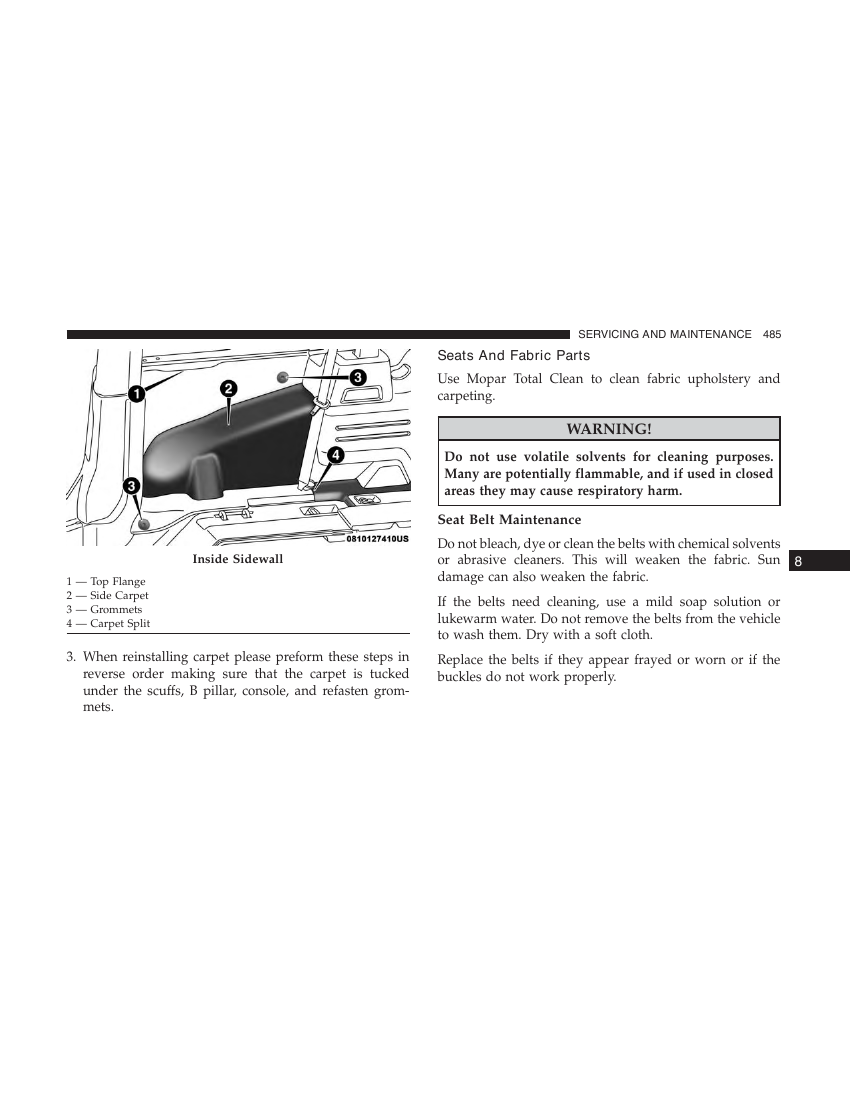 SERVICING AND MAINTENANCE 485
1
2
3
4
3
0810127410US
Inside Sidewall
1 — Top Flange
2 — Side Carpet
3 — Grommets
4 — Carpet Split
3. When reinstalling carpet please preform these steps in
reverse order making sure that the carpet is tucked
under the scuffs, B pillar, console, and refasten grom-
mets.
Seats And Fabric Parts
Use Mopar Total Clean to clean fabric upholstery and
carpeting.
WARNING!
Do not use volatile solvents for cleaning purposes.
Many are potentially flammable, and if used in closed
areas they may cause respiratory harm.
Seat Belt Maintenance
Do not bleach, dye or clean the belts with chemical solvents
or abrasive cleaners. This will weaken the fabric. Sun
damage can also weaken the fabric.
If the belts need cleaning, use a mild soap solution or
lukewarm water. Do not remove the belts from the vehicle
to wash them. Dry with a soft cloth.
Replace the belts if they appear frayed or worn or if the
buckles do not work properly.
8